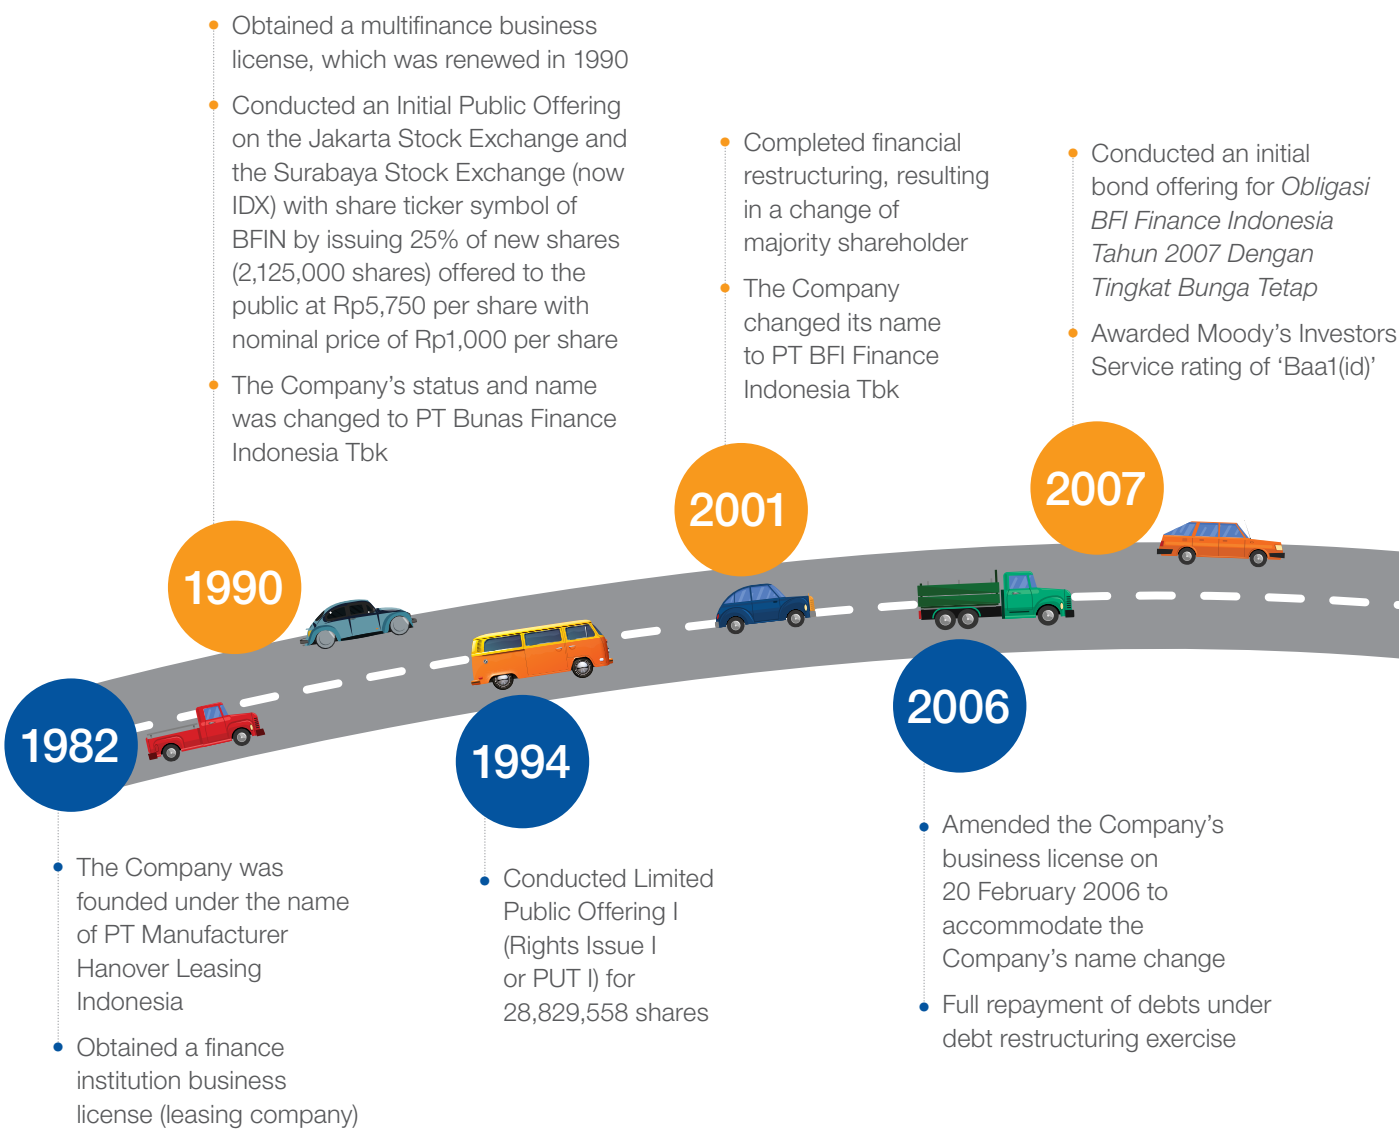 Obtained a multifinance business
license, which was renewed in 1990
Conducted an Initial Public Offering
on the Jakarta Stock Exchange and
the Surabaya Stock Exchange (now
IDX) with share ticker symbol of
BFIN by issuing 25% of new shares
(2,125,000 shares) offered to the
public at Rp5,750 per share with
nominal price of Rp1,000 per share
The Company’s status and name
was changed to PT Bunas Finance
Indonesia Tbk
1990
Completed financial
restructuring, resulting
in a change of
majority shareholder
The Company
changed its name
to PT BFI Finance
Indonesia Tbk
2001
Conducted an initial
bond offering for Obligasi
BFI Finance Indonesia
Tahun 2007 Dengan
Tingkat Bunga Tetap
Awarded Moody’s Investors
Service rating of ‘Baa1(id)’
2007
1982
The Company was
founded under the name
of PT Manufacturer
Hanover Leasing
Indonesia
Obtained a finance
institution business
license (leasing company)
1994
Conducted Limited
Public Offering I
(Rights Issue I
or PUT I) for
28,829,558 shares
2006
Amended the Company’s
business license on
20 February 2006 to
accommodate the
Company’s name change
Full repayment of debts under
debt restructuring exercise